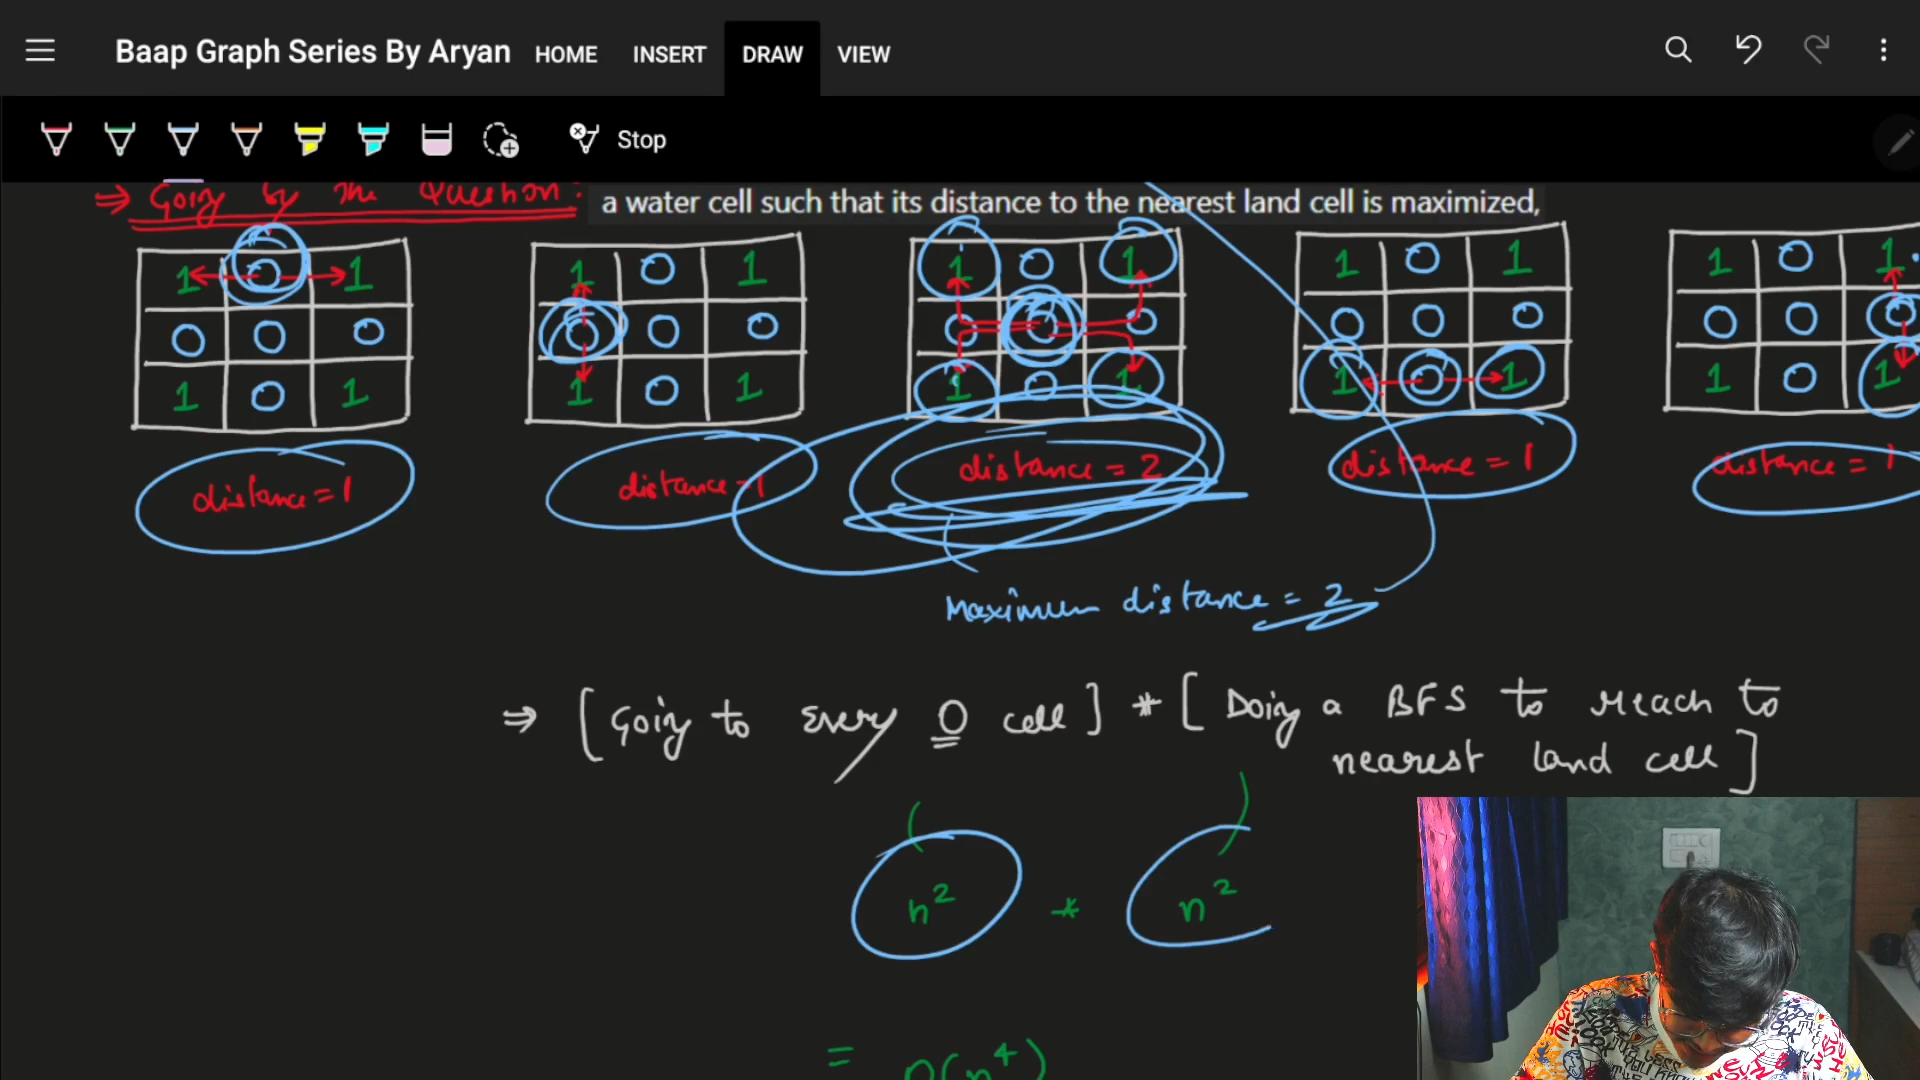 Baap Graph Series By Aryan HOME INSERT DRAW VIEW
Stop
⇒ Going by the Question: a water cell such that its distance to the nearest land cell is maximized,
1 0 1 1 0 1 1 0 1 1 0 1 1 0 1
0 0 0 0 0 0 0 0 0 0 0 0 0 0 0
1 0 1 1 0 1 1 0 1 1 0 1 1 0 1
distance = 1 distance = 1 distance = 2 distance = 1 distance = 1
Maximum distance = 2
⇒ [Going to every 0 cell] * [Doing a BFS to reach to
nearest land cell]
n² * n²
= O(n⁴)